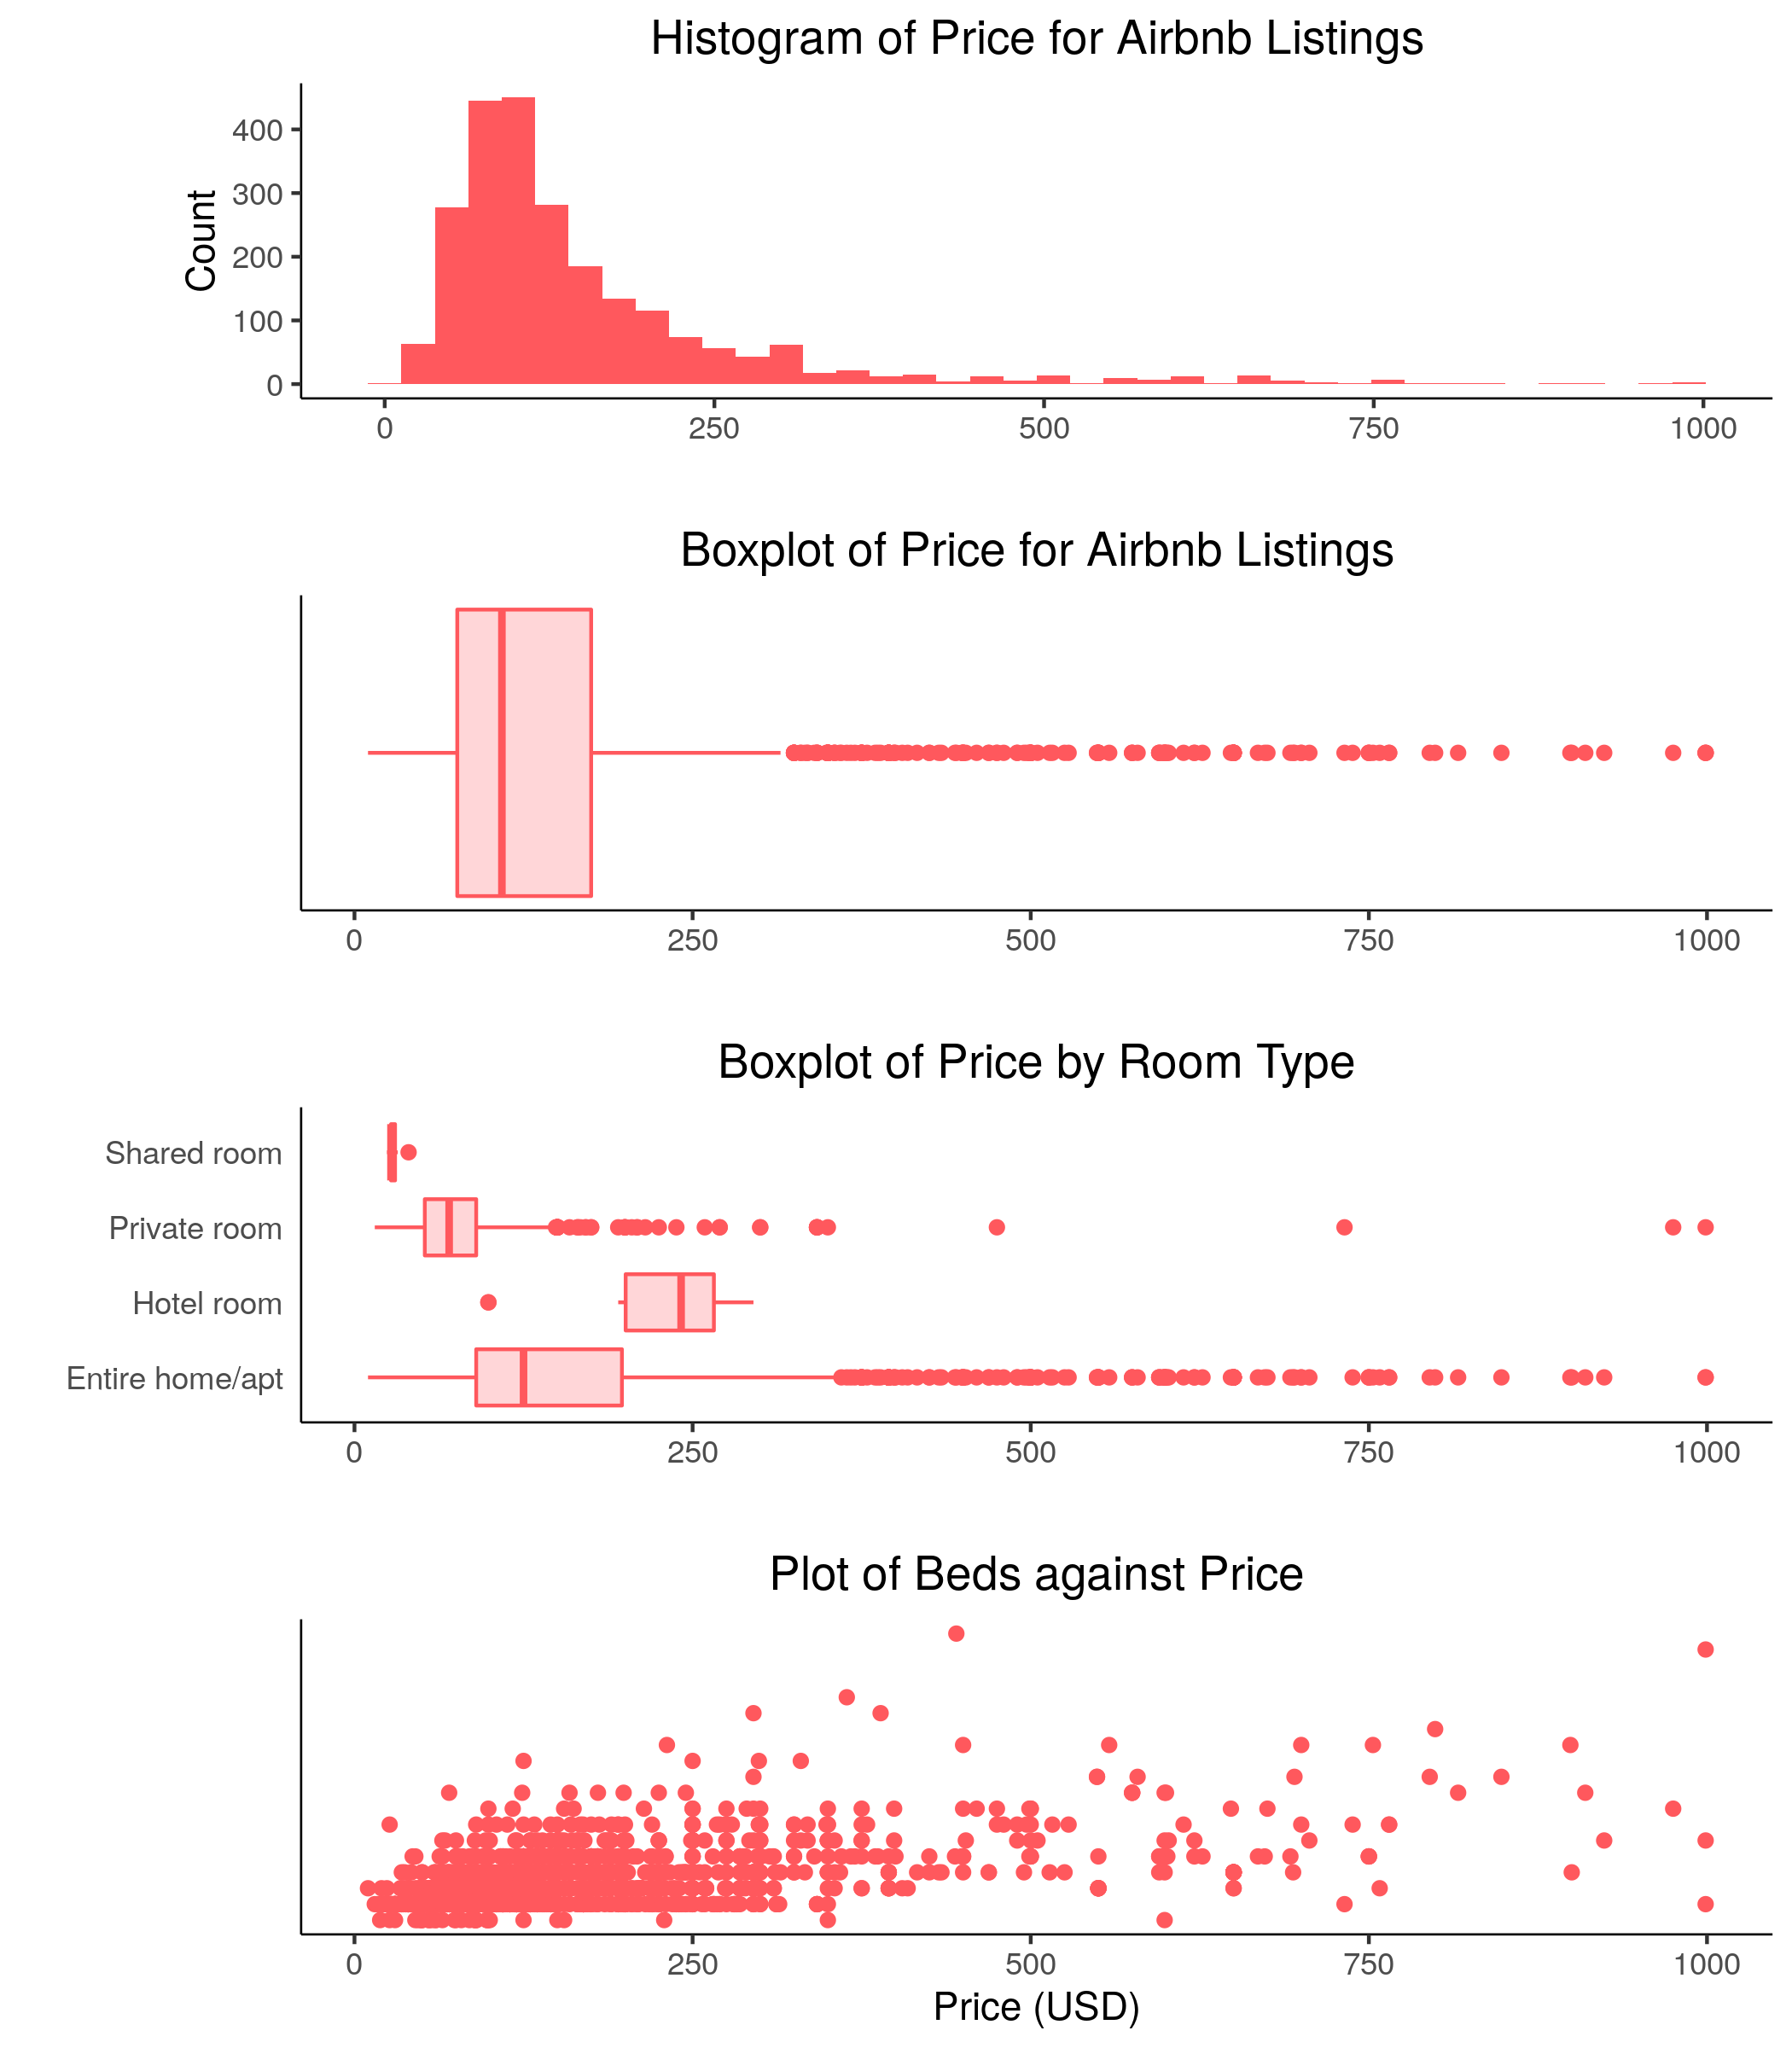 Histogram of Price for Airbnb Listings
400
300
200
100
0
Count
0 250 500 750 1000
Boxplot of Price for Airbnb Listings
0 250 500 750 1000
Boxplot of Price by Room Type
Shared room
Private room
Hotel room
Entire home/apt
0 250 500 750 1000
Plot of Beds against Price
0 250 500 750 1000
Price (USD)